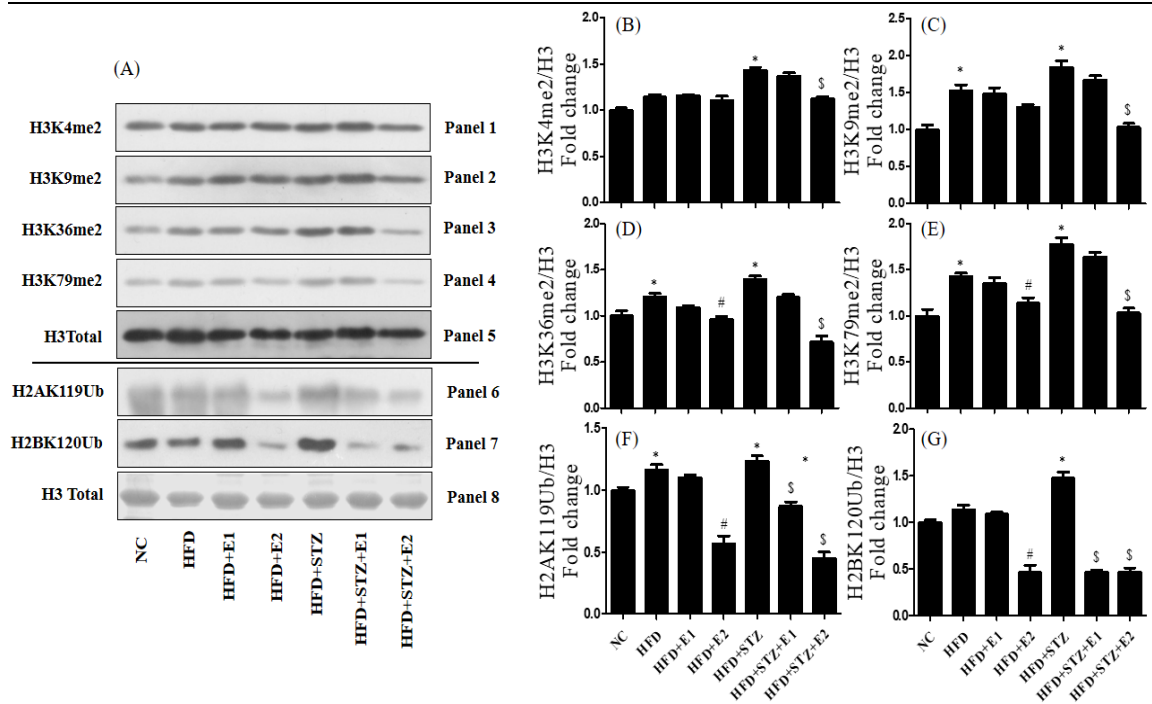 (A)
H3K4me2 Panel 1
H3K9me2 Panel 2
H3K36me2 Panel 3
H3K79me2 Panel 4
H3Total Panel 5
H2AK119Ub Panel 6
H2BK120Ub Panel 7
H3 Total Panel 8
NC HFD HFD+E1 HFD+E2 HFD+STZ HFD+STZ+E1 HFD+STZ+E2
(B)
H3K4me2/H3
Fold change
2.0
1.5
1.0
0.5
0.0
* $
(C)
H3K9me2/H3
Fold change
2.5
2.0
1.5
1.0
0.5
0.0
* * $
(D)
H3K36me2/H3
Fold change
2.0
1.5
1.0
0.5
0.0
* # * $
(E)
H3K79me2/H3
Fold change
2.0
1.5
1.0
0.5
0.0
* # * $
(F)
H2AK119Ub/H3
Fold change
1.5
1.0
0.5
0.0
* # * $ * $
NC HFD HFD+E1 HFD+E2 HFD+STZ HFD+STZ+E1 HFD+STZ+E2
(G)
H2BK120Ub/H3
Fold change
2.0
1.5
1.0
0.5
0.0
# * $ $
NC HFD HFD+E1 HFD+E2 HFD+STZ HFD+STZ+E1 HFD+STZ+E2